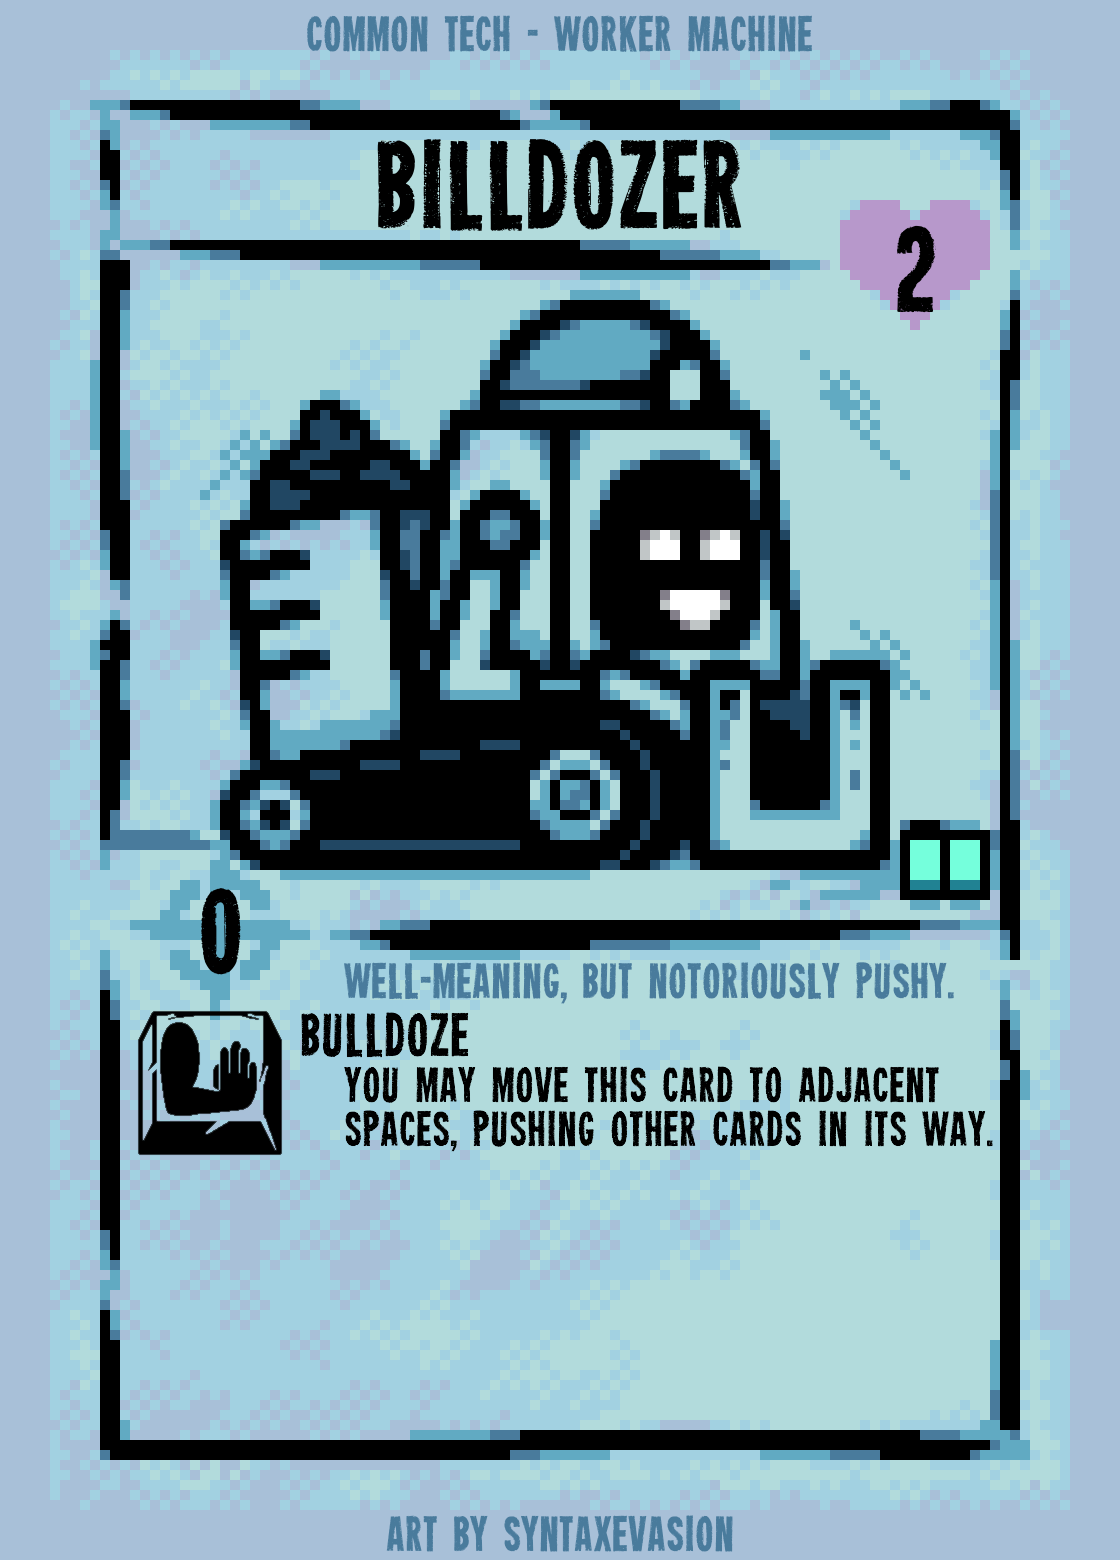 COMMON TECH - WORKER MACHINE
BILLDOZER
2
0
WELL-MEANING, BUT NOTORIOUSLY PUSHY.
BULLDOZE
YOU MAY MOVE THIS CARD TO ADJACENT
SPACES, PUSHING OTHER CARDS IN ITS WAY.
ART BY SYNTAXEVASION